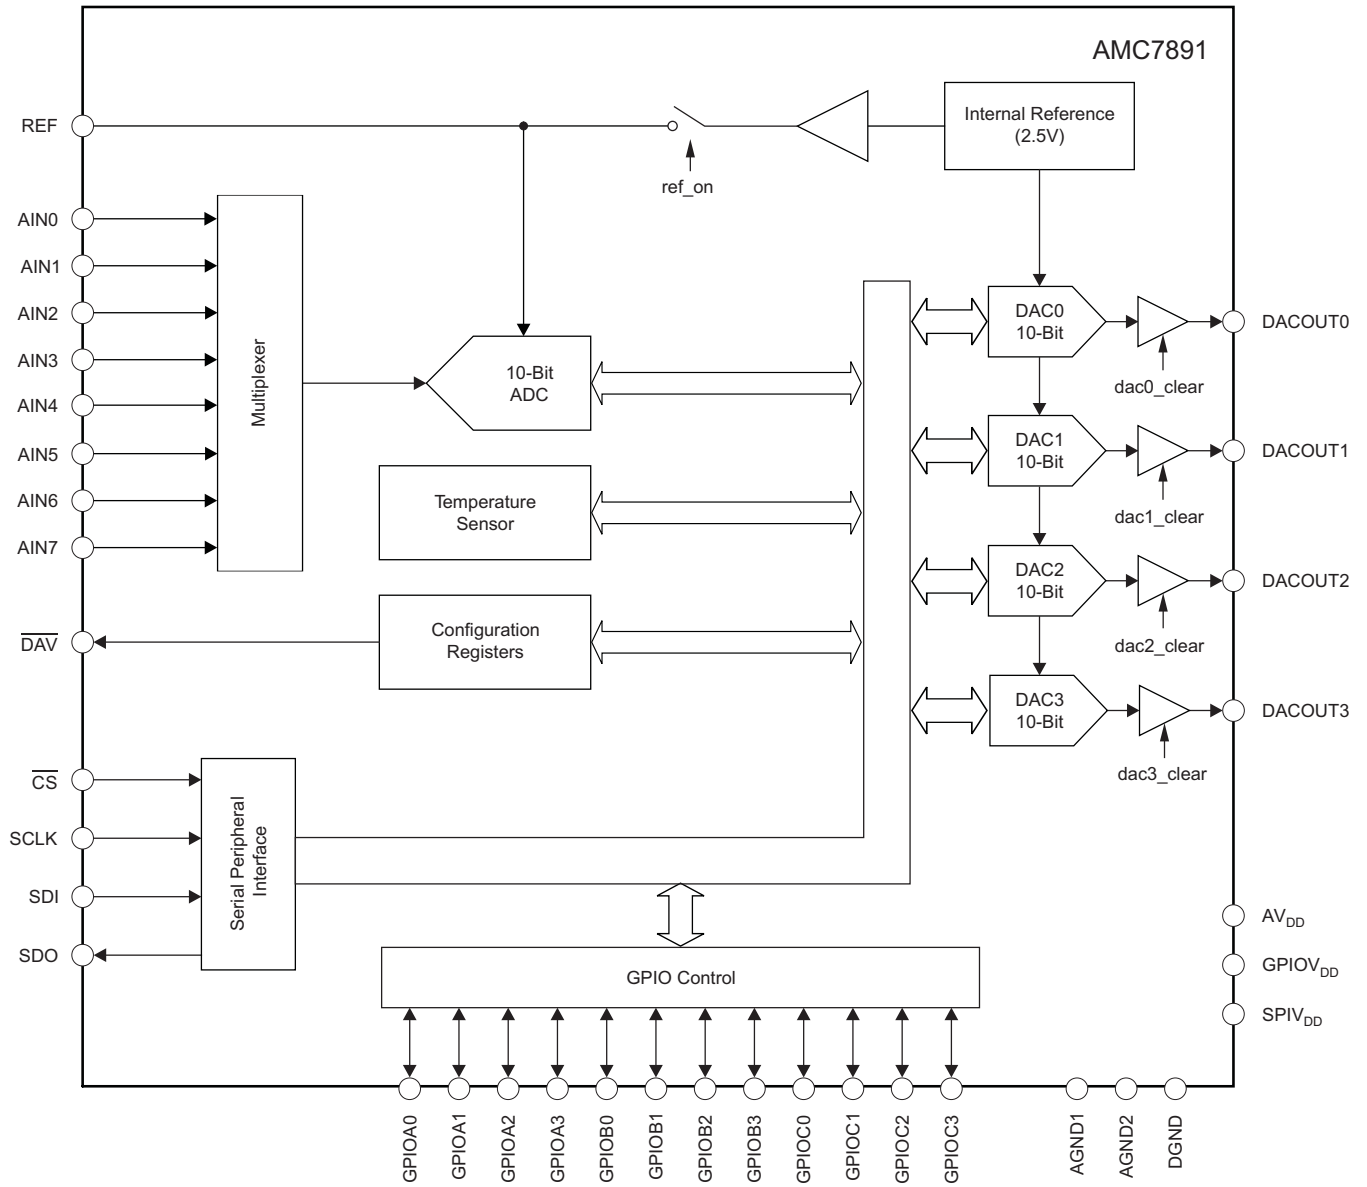 AMC7891
REF
Internal Reference
(2.5V)
ref_on
AIN0
AIN1
AIN2
AIN3
AIN4
AIN5
AIN6
AIN7
Multiplexer
10-Bit
ADC
Temperature
Sensor
Configuration
Registers
DAC0
10-Bit
dac0_clear
DACOUT0
DAC1
10-Bit
dac1_clear
DACOUT1
DAC2
10-Bit
dac2_clear
DACOUT2
DAC3
10-Bit
dac3_clear
DACOUT3
DAV
CS
SCLK
SDI
SDO
Serial Peripheral
Interface
GPIO Control
AVDD
GPIOVDD
SPIVDD
GPIOA0
GPIOA1
GPIOA2
GPIOA3
GPIOB0
GPIOB1
GPIOB2
GPIOB3
GPIOC0
GPIOC1
GPIOC2
GPIOC3
AGND1
AGND2
DGND